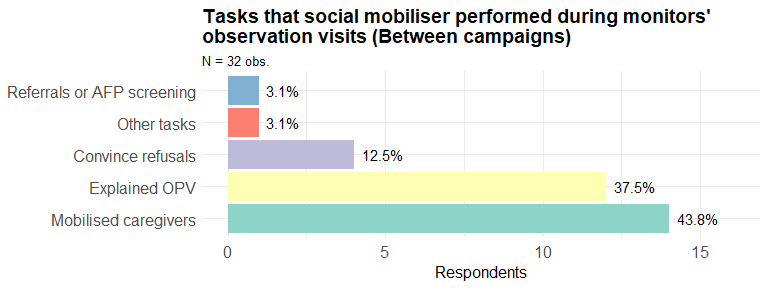 Tasks that social mobiliser performed during monitors'
observation visits (Between campaigns)
N = 32 obs.
Referrals or AFP screening
3.1%
Other tasks
3.1%
Convince refusals
12.5%
Explained OPV
37.5%
Mobilised caregivers
43.8%
0
5
10
15
Respondents